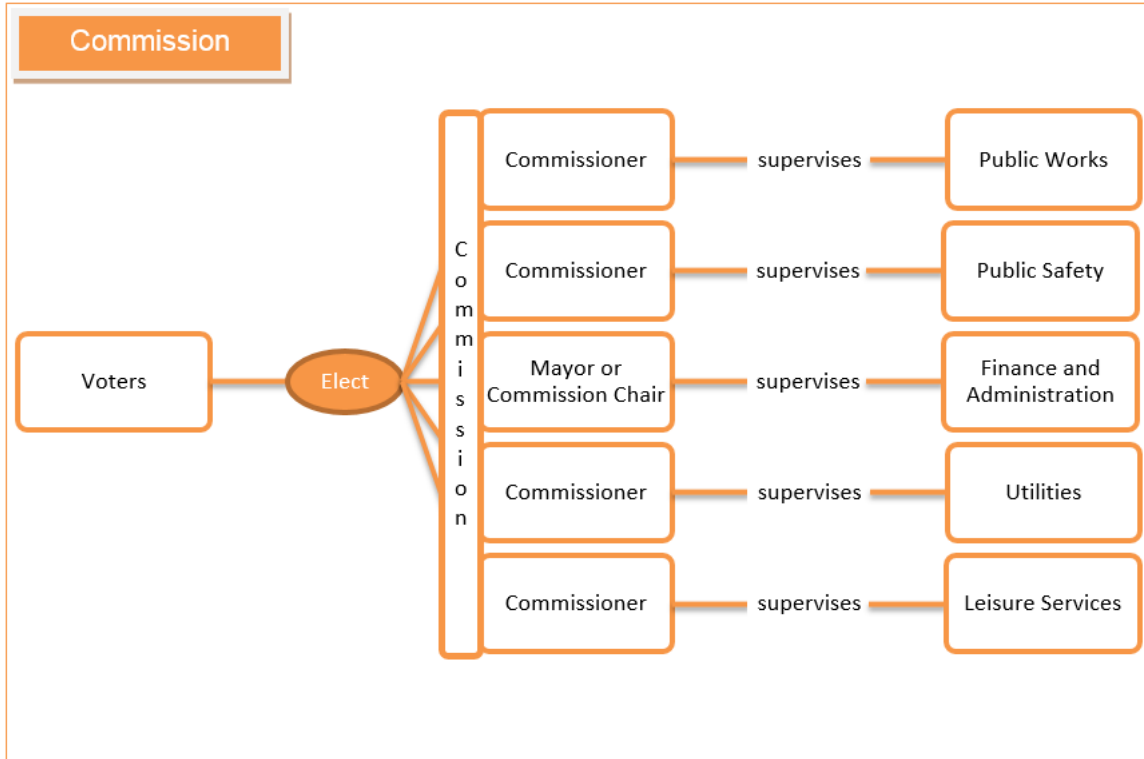 Commission
Voters
Elect
Commission
Commissioner
supervises
Public Works
Commissioner
supervises
Public Safety
Mayor or
Commission Chair
supervises
Finance and
Administration
Commissioner
supervises
Utilities
Commissioner
supervises
Leisure Services